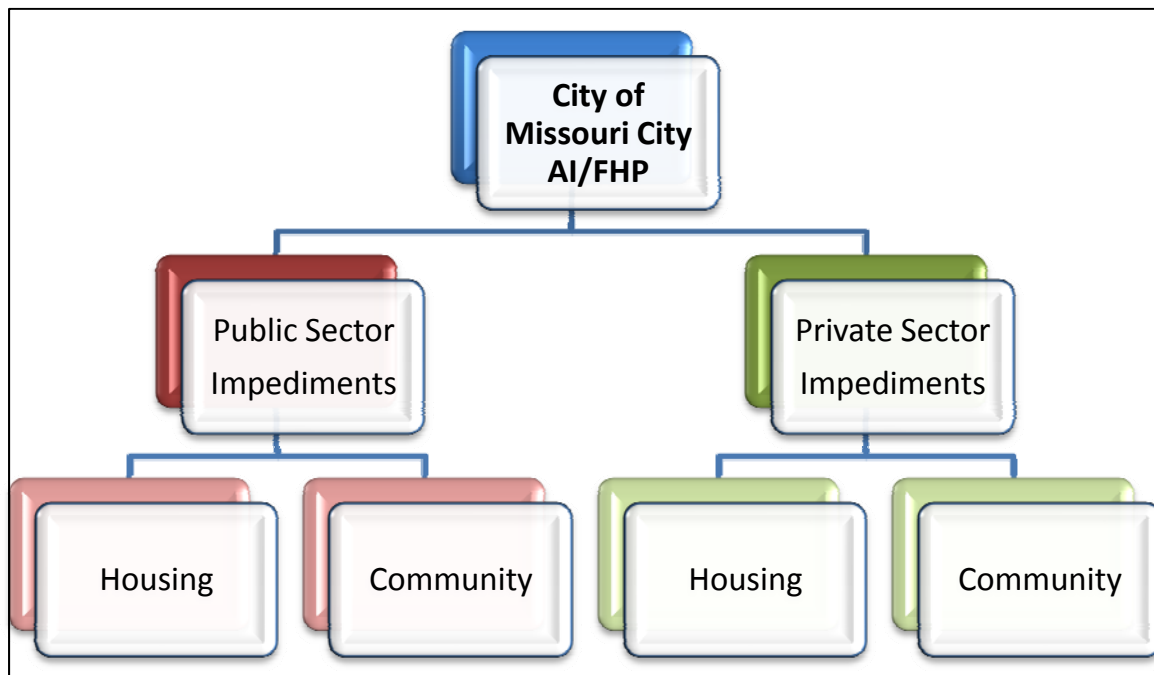 City of
Missouri City
AI/FHP
Public Sector
Impediments
Private Sector
Impediments
Housing
Community
Housing
Community